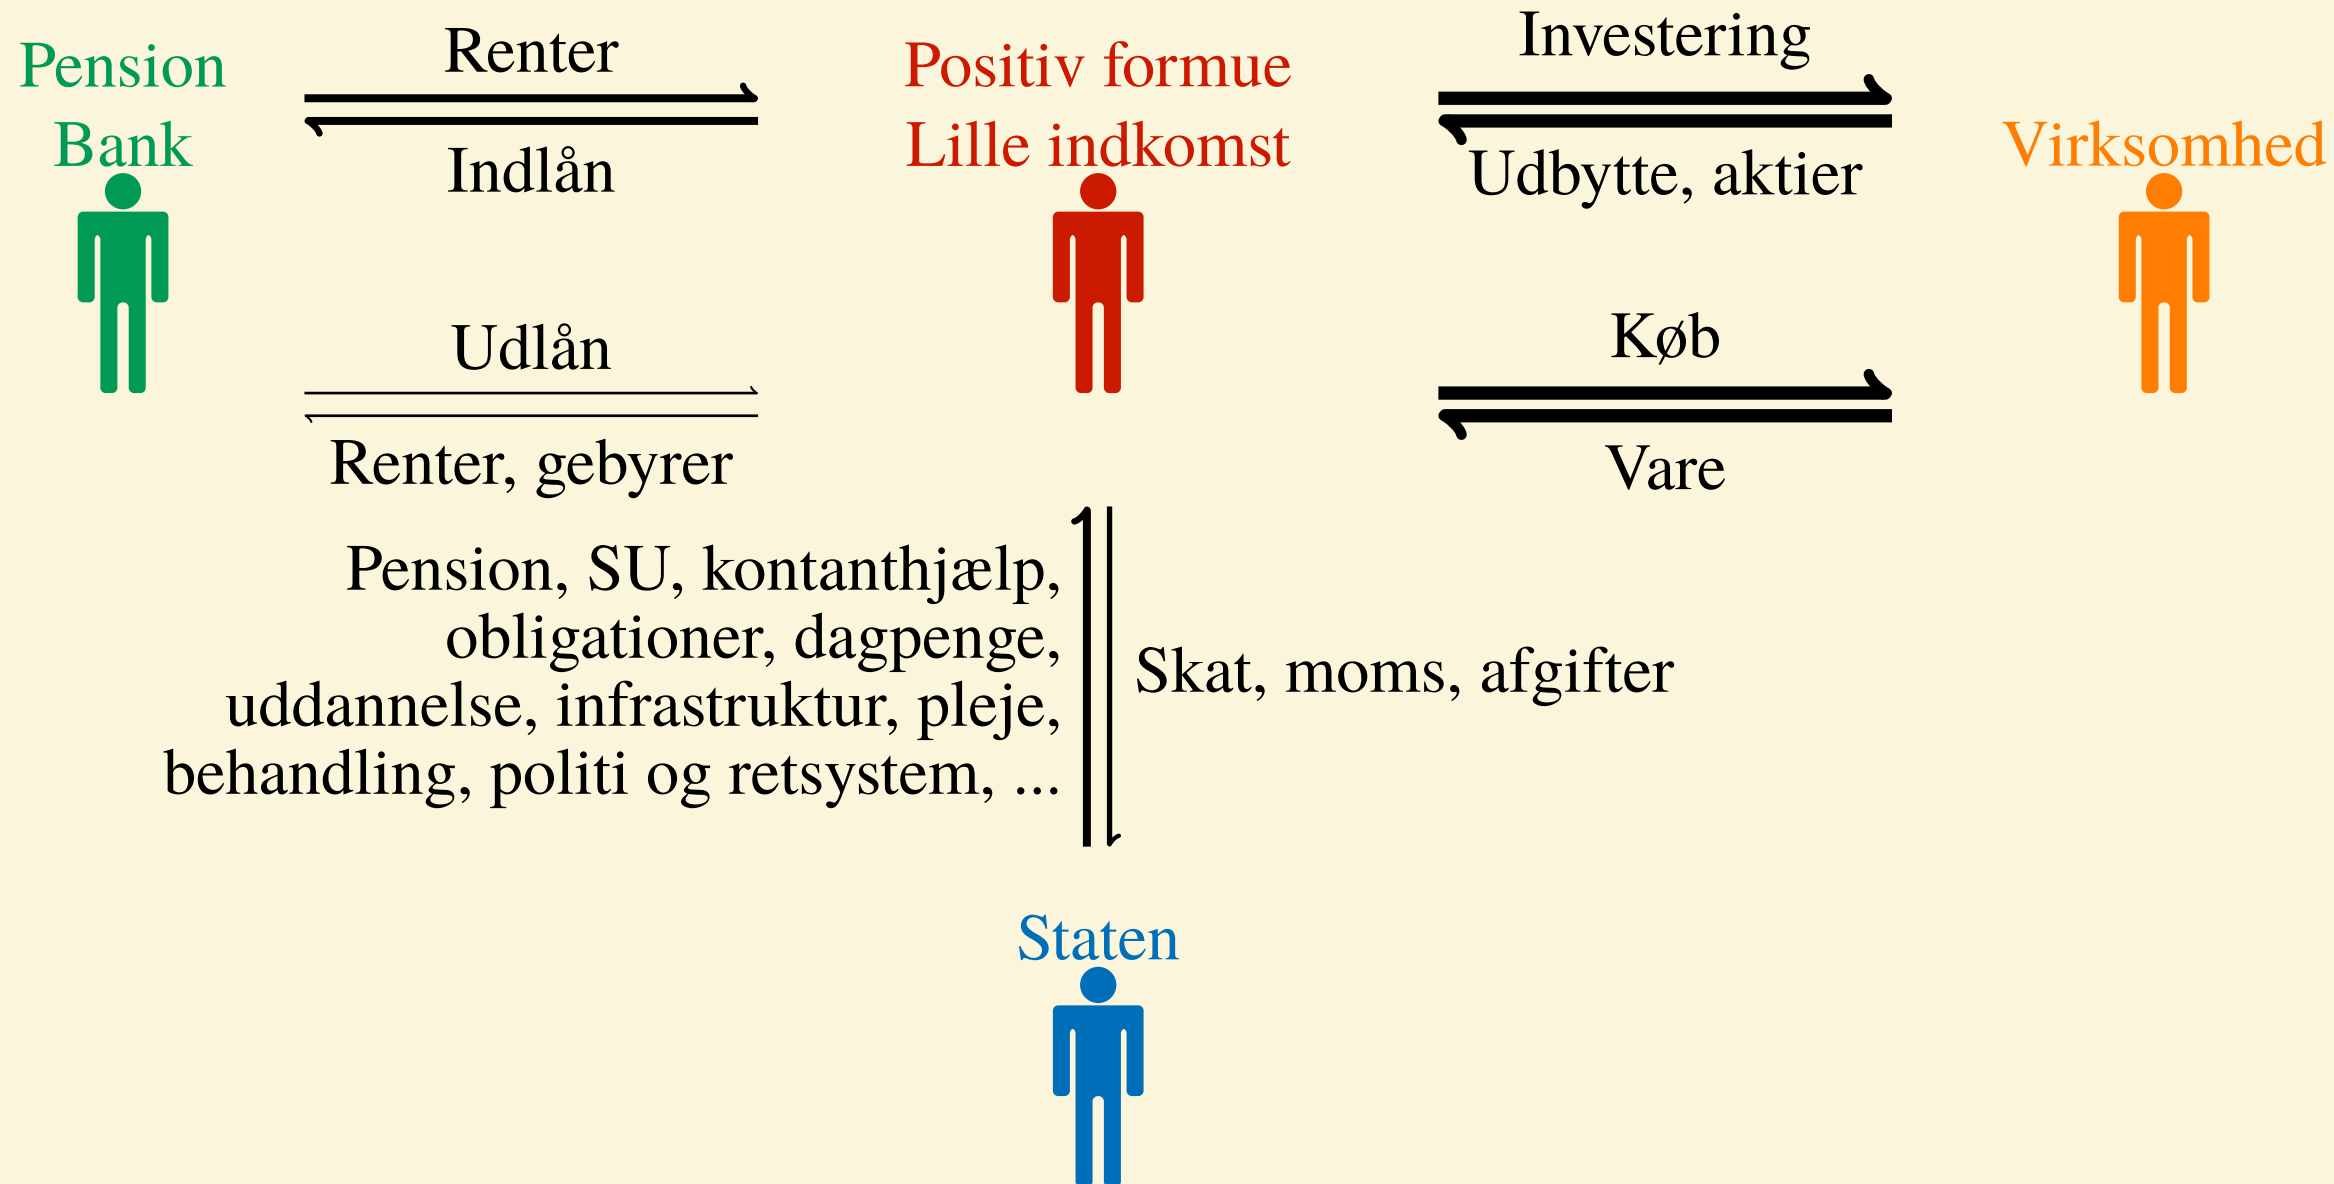 Pension
Bank
Renter
Indlån
Positiv formue
Lille indkomst
Investering
Udbytte, aktier
Virksomhed
Udlån
Renter, gebyrer
Køb
Vare
Pension, SU, kontanthjælp,
obligationer, dagpenge,
uddannelse, infrastruktur, pleje,
behandling, politi og retsystem, ...
Skat, moms, afgifter
Staten